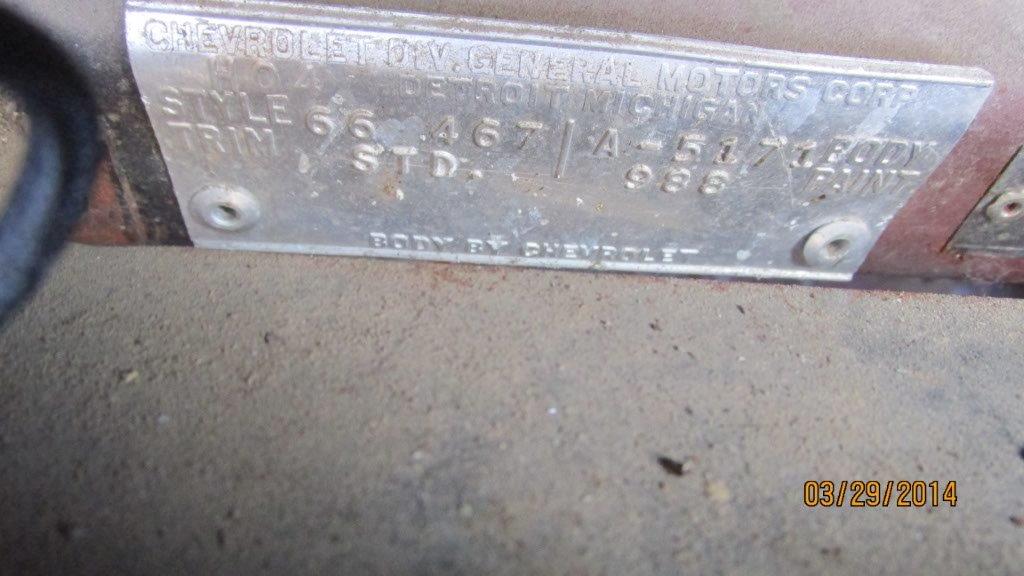 CHEVROLET DIV. GENERAL MOTORS CORP
DETROIT MICHIGAN
STYLE 66 467 A-5171 BODY
TRIM STD. 988 PAINT
BODY BY CHEVROLET
03/29/2014